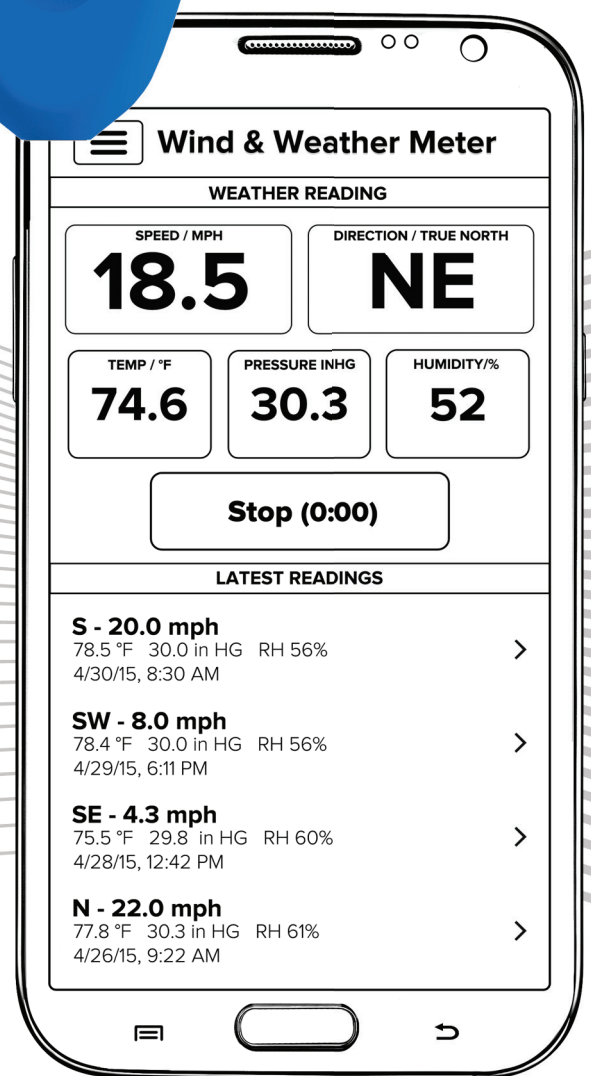 Wind & Weather Meter
WEATHER READING
SPEED / MPH
18.5
DIRECTION / TRUE NORTH
NE
TEMP / °F
74.6
PRESSURE INHG
30.3
HUMIDITY/%
52
Stop (0:00)
LATEST READINGS
S - 20.0 mph
78.5 °F 30.0 in HG RH 56%
4/30/15, 8:30 AM
SW - 8.0 mph
78.4 °F 30.0 in HG RH 56%
4/29/15, 6:11 PM
SE - 4.3 mph
75.5 °F 29.8 in HG RH 60%
4/28/15, 12:42 PM
N - 22.0 mph
77.8 °F 30.3 in HG RH 61%
4/26/15, 9:22 AM